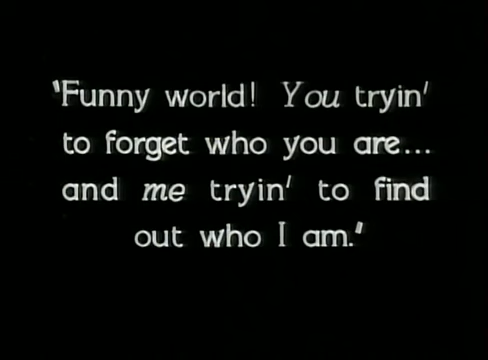 "Funny world! You tryin'
to forget who you are...
and me tryin' to find
out who I am."